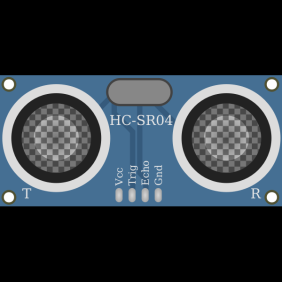 HC-SR04
Vcc
Trig
Echo
Gnd
T
R